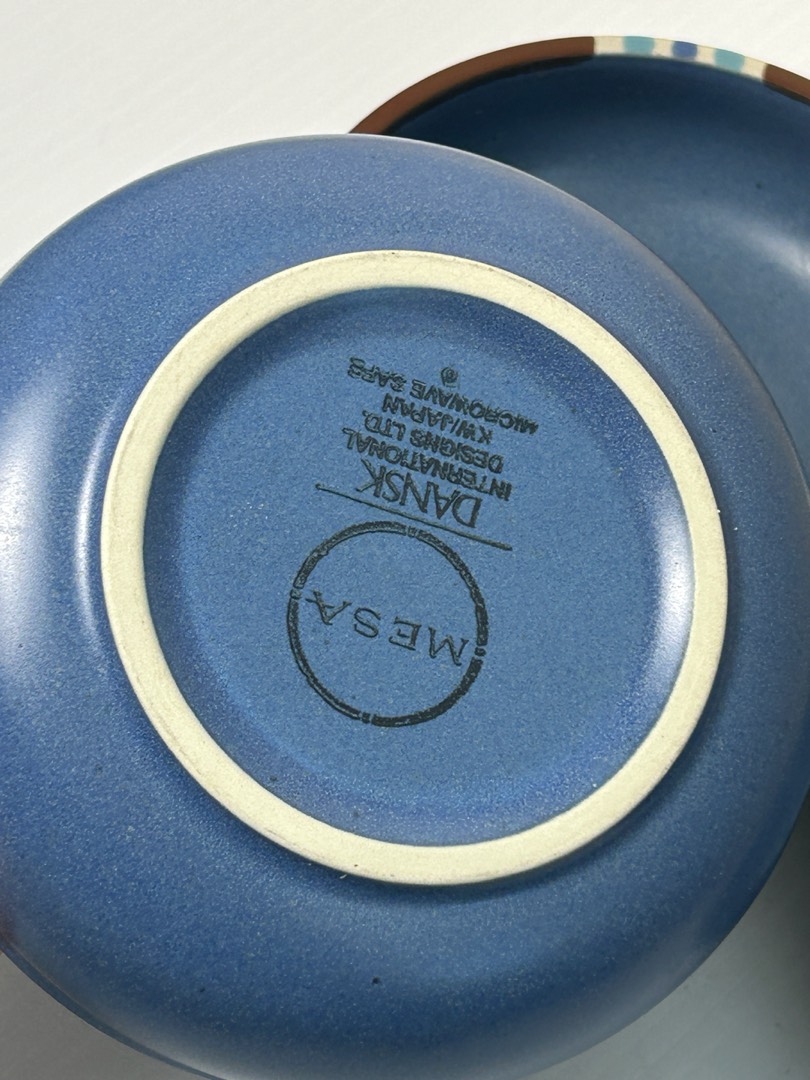 MESA
DANSK
INTERNATIONAL
DESIGNS LTD.
KW/JAPAN
MICROWAVE SAFE
®